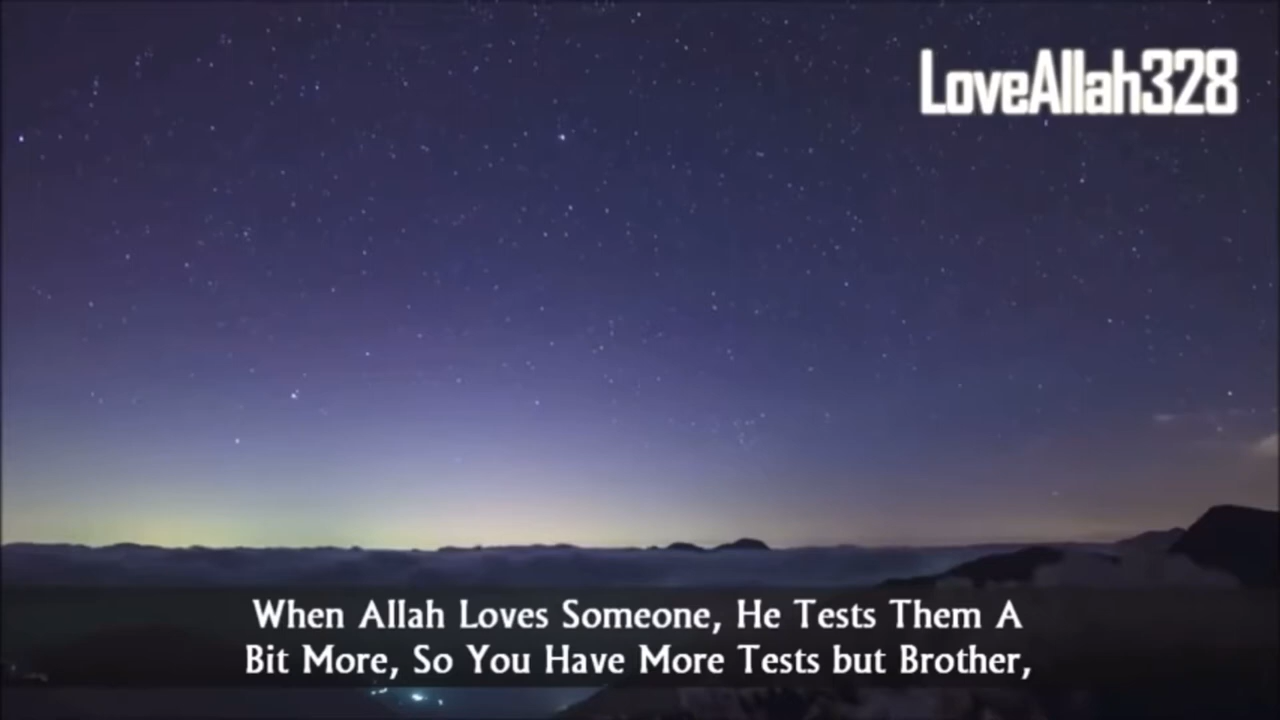 LoveAllah328
When Allah Loves Someone, He Tests Them A
Bit More, So You Have More Tests but Brother,